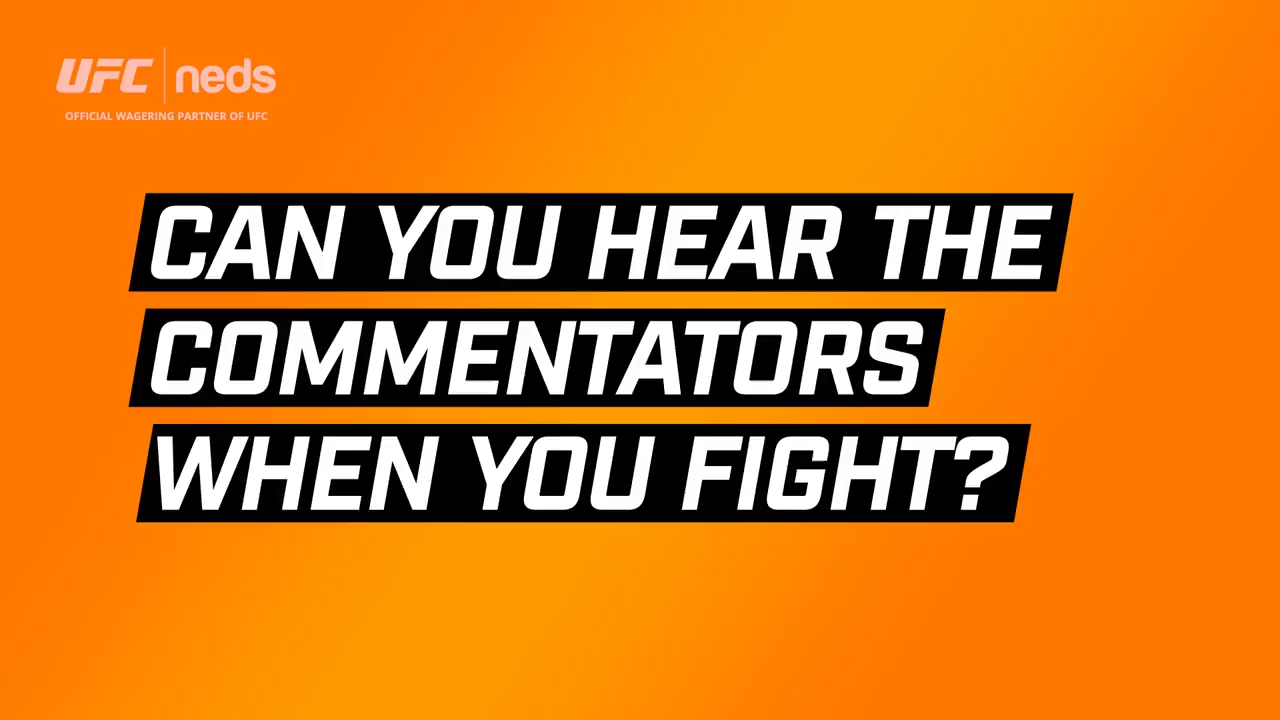 UFC | neds
OFFICIAL WAGERING PARTNER OF UFC
CAN YOU HEAR THE
COMMENTATORS
WHEN YOU FIGHT?